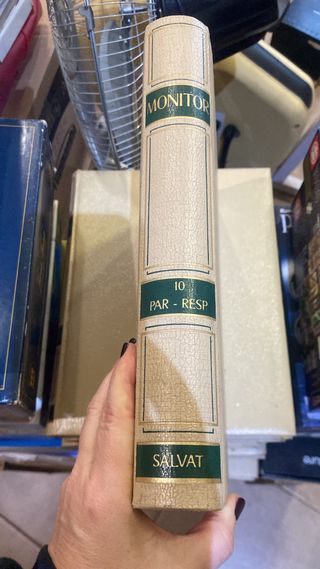 MONITOR
10
PAR - RESP
SALVAT